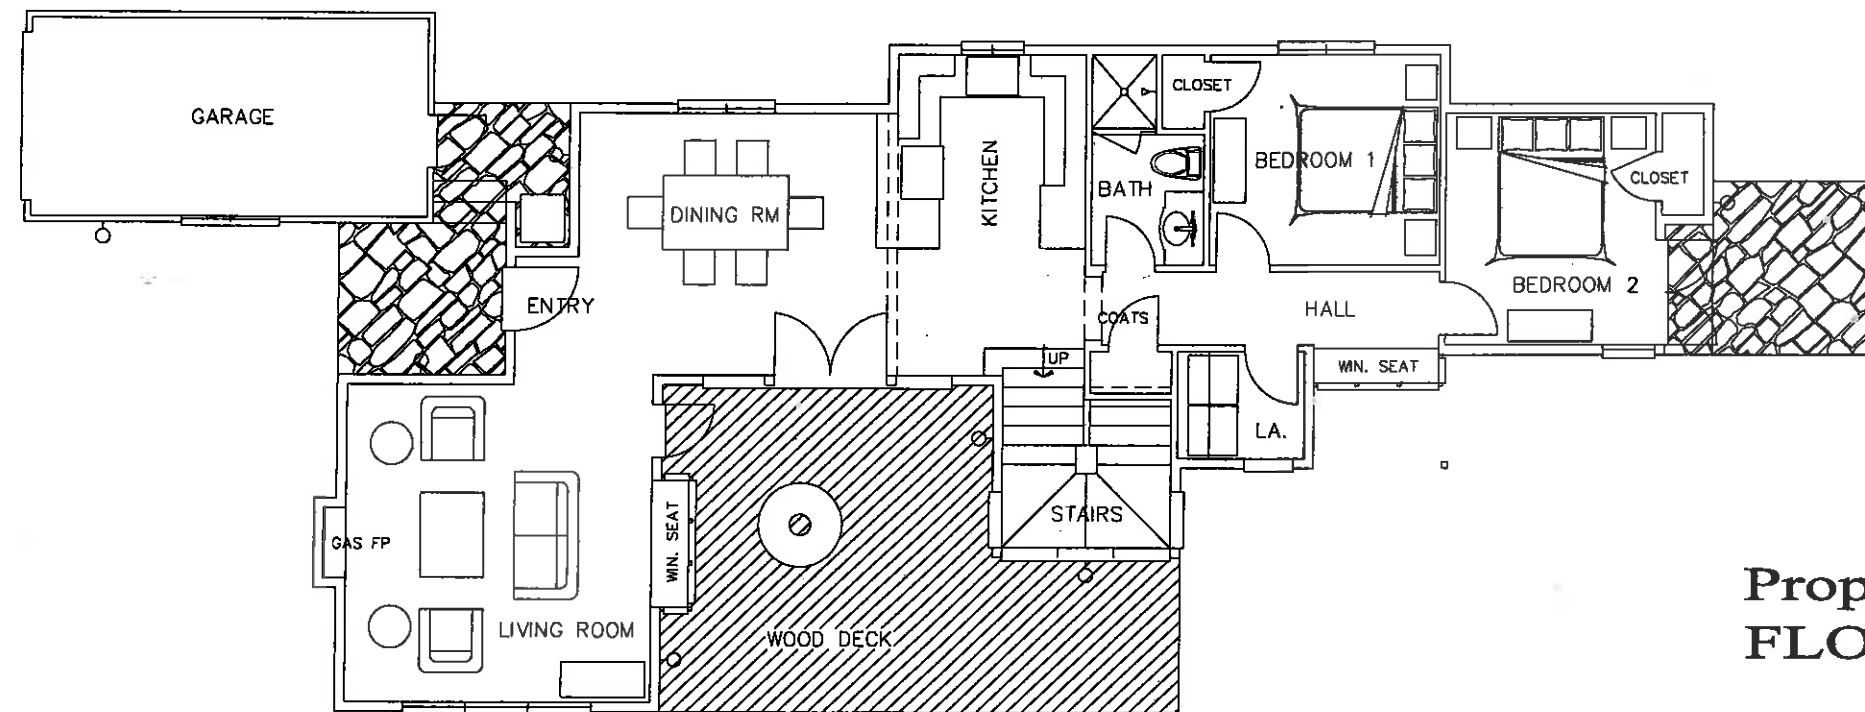 GARAGE
CLOSET
KITCHEN
BEDROOM 1
BATH
CLOSET
DINING RM
BEDROOM 2
ENTRY
HALL
COATS
UP
WIN. SEAT
LA.
STAIRS
WIN. SEAT
GAS FP
LIVING ROOM
WOOD DECK
Prop
FLO